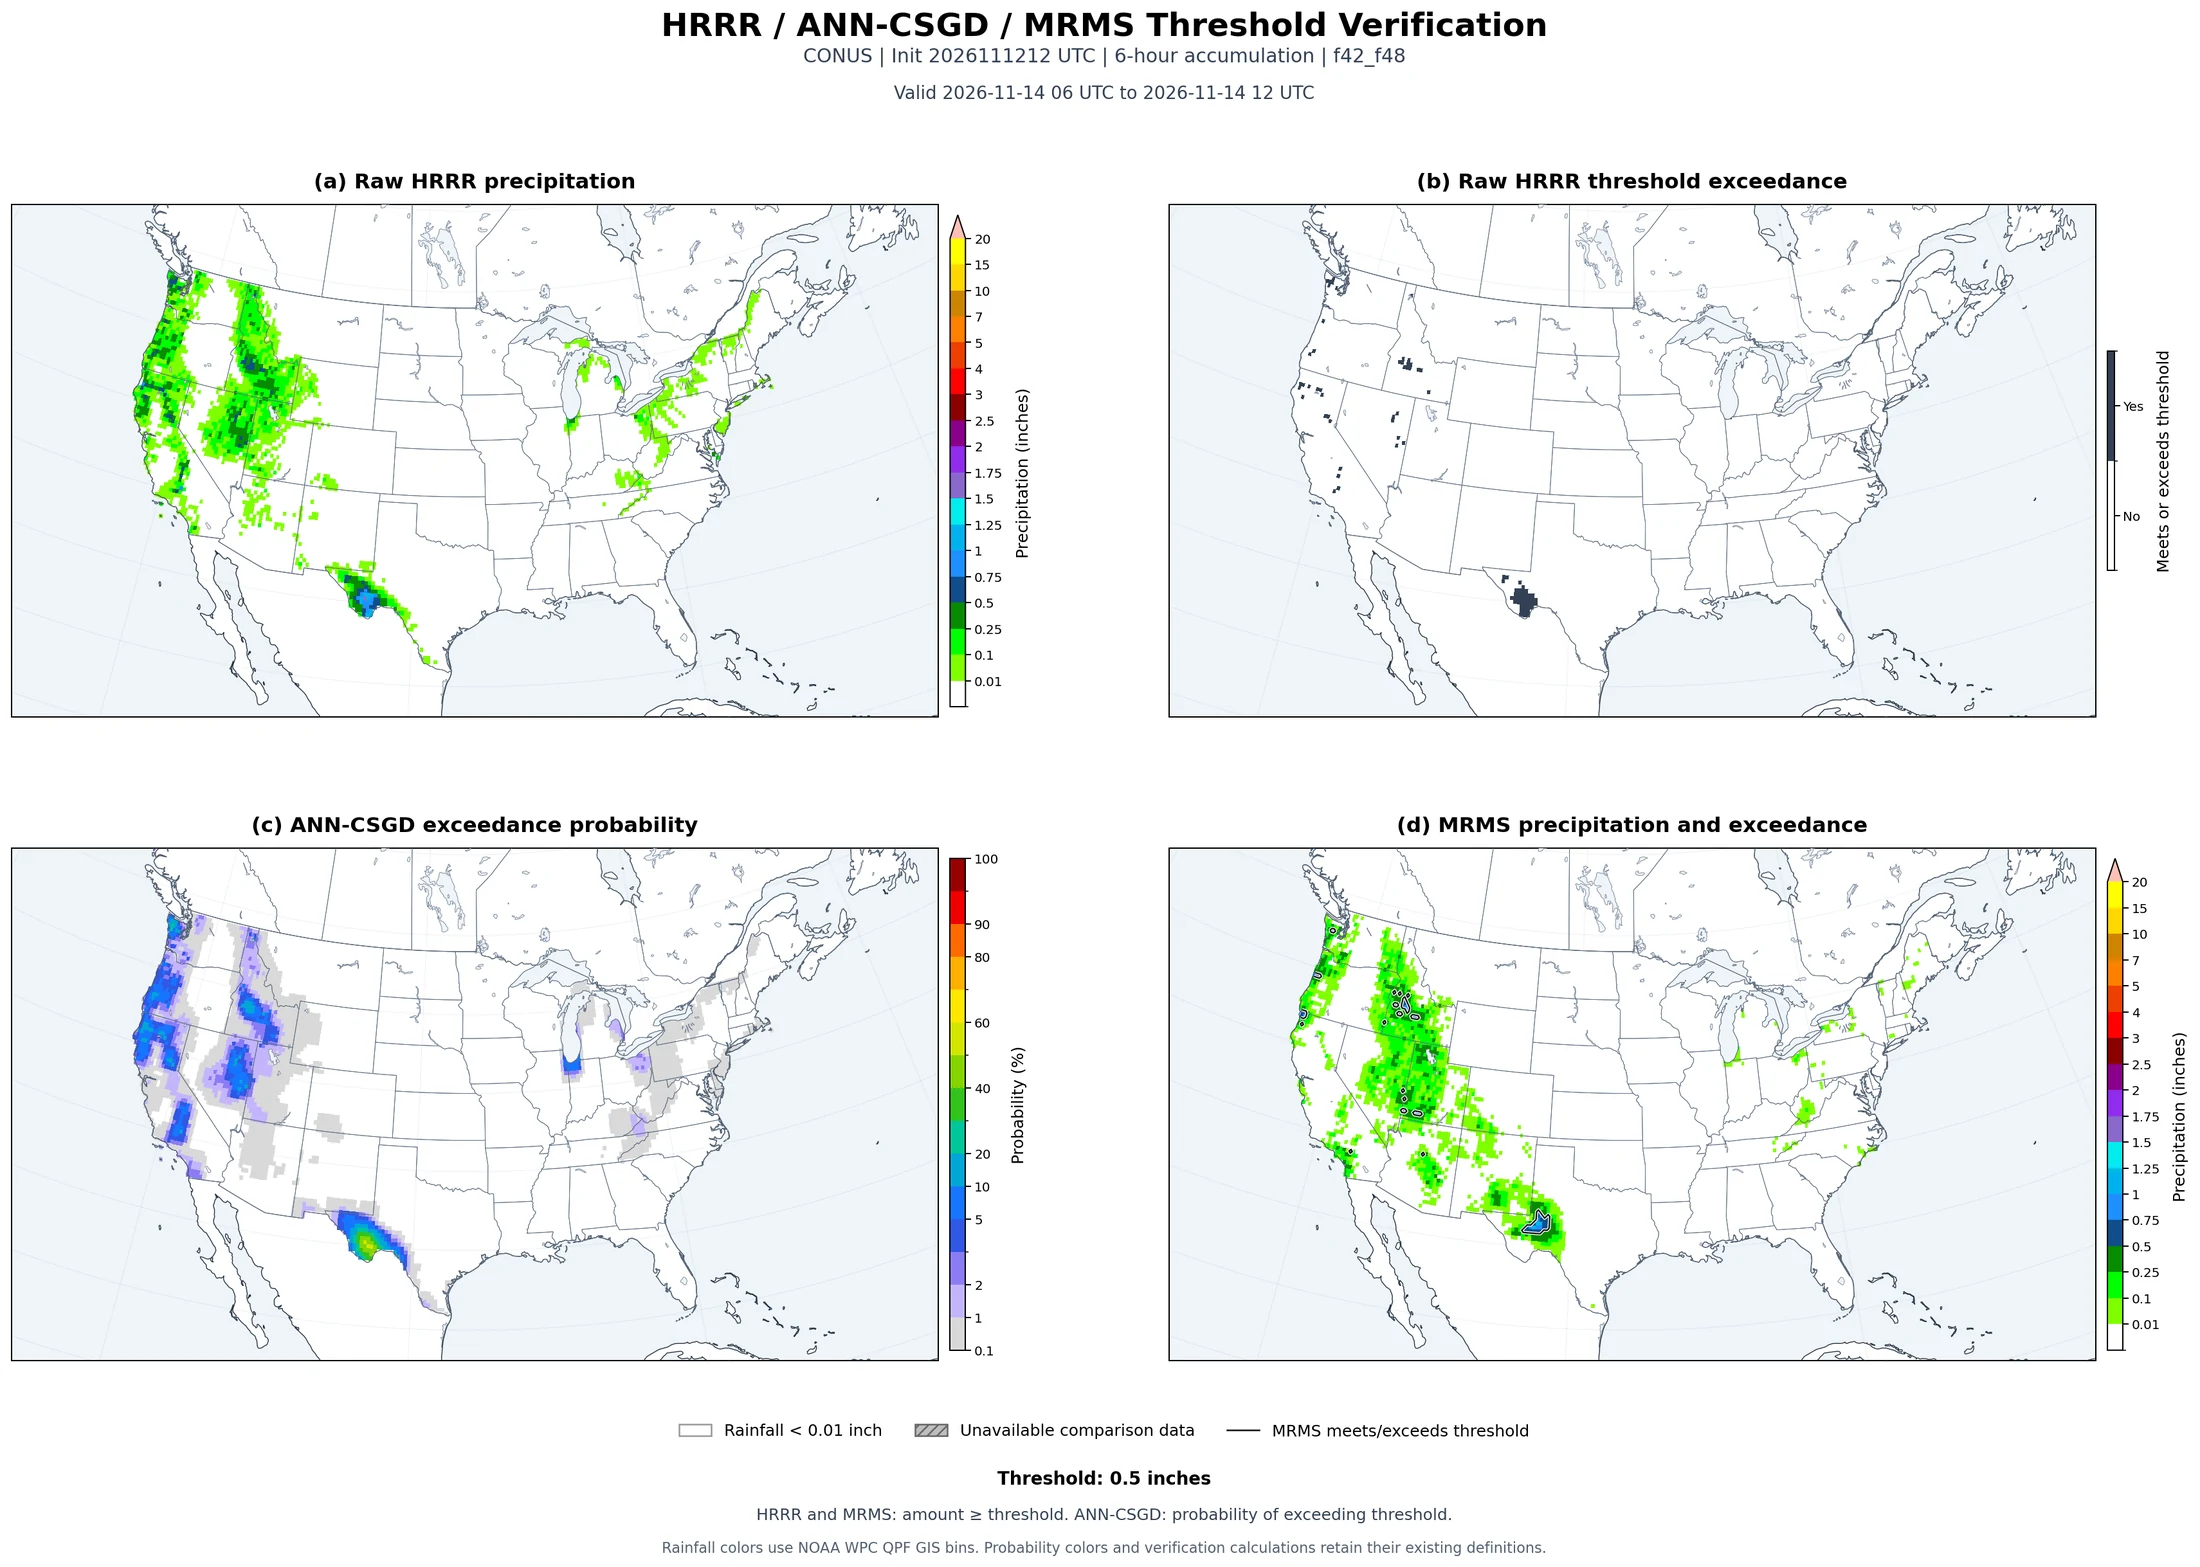 HRRR / ANN-CSGD / MRMS Threshold Verification
CONUS | Init 2026111212 UTC | 6-hour accumulation | f42_f48
Valid 2026-11-14 06 UTC to 2026-11-14 12 UTC
(a) Raw HRRR precipitation
20
15
10
7
5
4
3
2.5
2
1.75
1.5
1.25
1
0.75
0.5
0.25
0.1
0.01
Precipitation (inches)
(b) Raw HRRR threshold exceedance
Yes
No
Meets or exceeds threshold
(c) ANN-CSGD exceedance probability
100
90
80
60
40
20
10
5
2
1
0.1
Probability (%)
(d) MRMS precipitation and exceedance
20
15
10
7
5
4
3
2.5
2
1.75
1.5
1.25
1
0.75
0.5
0.25
0.1
0.01
Precipitation (inches)
Rainfall < 0.01 inch
Unavailable comparison data
MRMS meets/exceeds threshold
Threshold: 0.5 inches
HRRR and MRMS: amount ≥ threshold. ANN-CSGD: probability of exceeding threshold.
Rainfall colors use NOAA WPC QPF GIS bins. Probability colors and verification calculations retain their existing definitions.